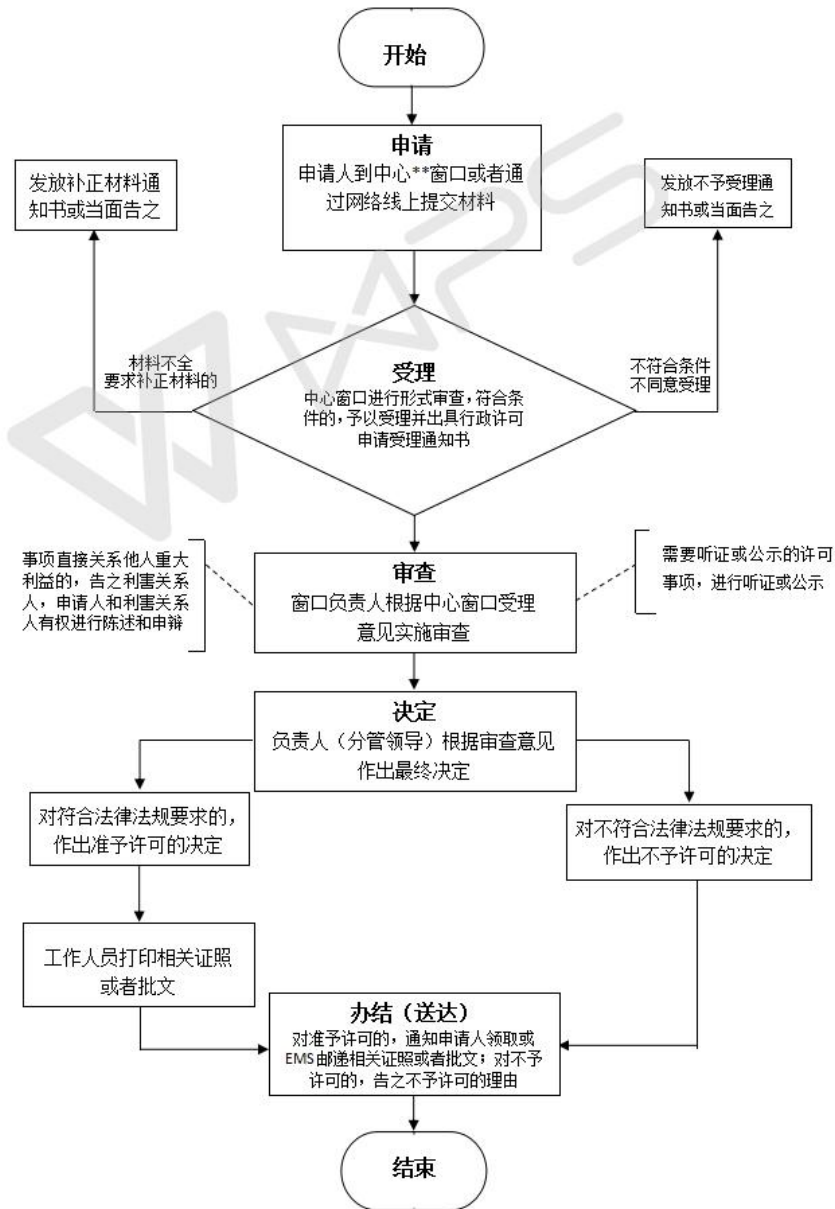 开始
申请
申请人到中心**窗口或者通
过网络线上提交材料
发放补正材料通
知书或当面告之
发放不予受理通
知书或当面告之
材料不全
要求补正材料的
不符合条件
不同意受理
受理
中心窗口进行形式审查,符合条
件的,予以受理并出具行政许可
申请受理通知书
事项直接关系他人重大
利益的,告之利害关系
人,申请人和利害关系
人有权进行陈述和申辩
审查
窗口负责人根据中心窗口受理
意见实施审查
需要听证或公示的许可
事项,进行听证或公示
决定
负责人(分管领导)根据审查意见
作出最终决定
对符合法律法规要求的,
作出准予许可的决定
对不符合法律法规要求的,
作出不予许可的决定
工作人员打印相关证照
或者批文
办结(送达)
对准予许可的,通知申请人领取或
EMS邮递相关证照或者批文;对不予
许可的,告之不予许可的理由
结束
WPS